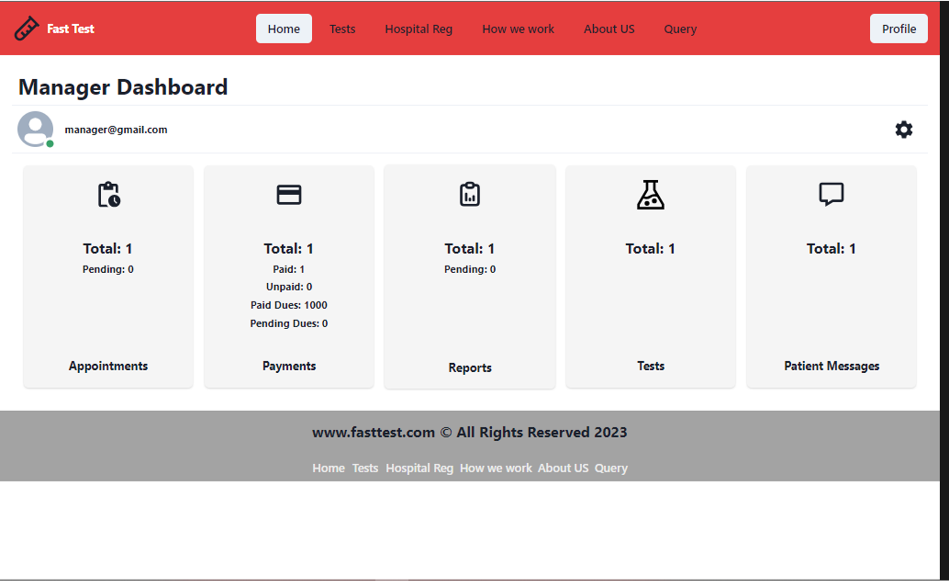 Fast Test Home Tests Hospital Reg How we work About US Query Profile
Manager Dashboard
manager@gmail.com
Total: 1
Pending: 0
Appointments
Total: 1
Paid: 1
Unpaid: 0
Paid Dues: 1000
Pending Dues: 0
Payments
Total: 1
Pending: 0
Reports
Total: 1
Tests
Total: 1
Patient Messages
www.fasttest.com © All Rights Reserved 2023
Home Tests Hospital Reg How we work About US Query